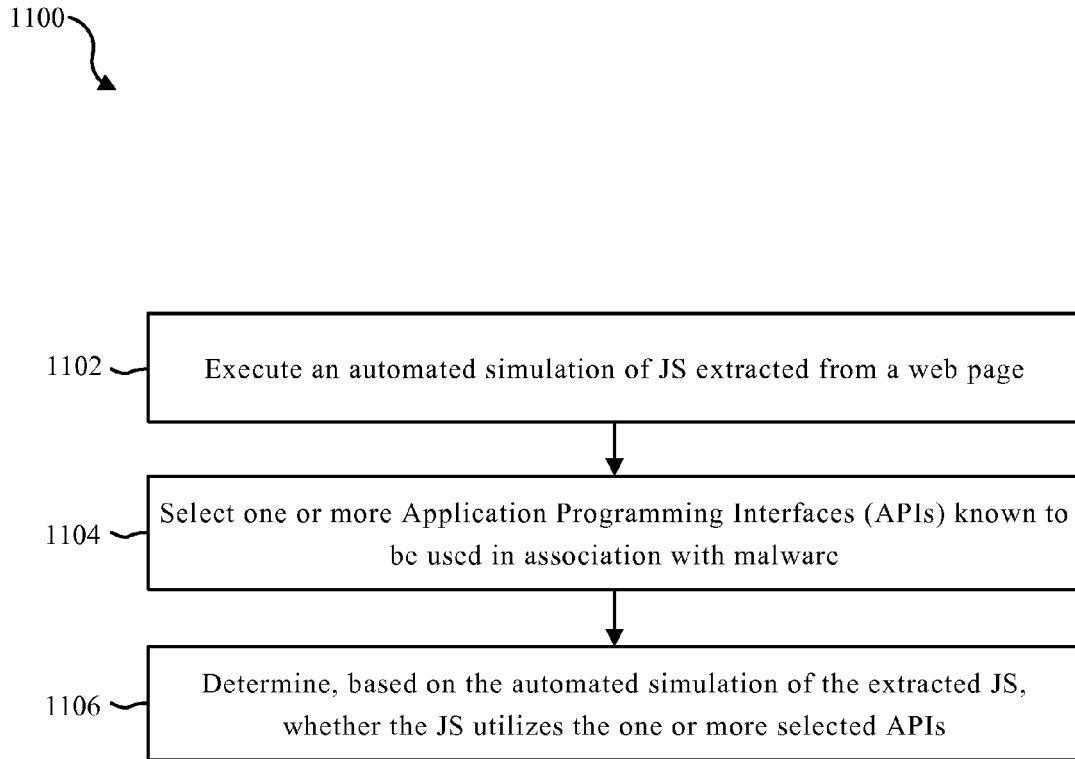 1100
1102
Execute an automated simulation of JS extracted from a web page
1104
Select one or more Application Programming Interfaces (APIs) known to
be used in association with malware
1106
Determine, based on the automated simulation of the extracted JS,
whether the JS utilizes the one or more selected APIs